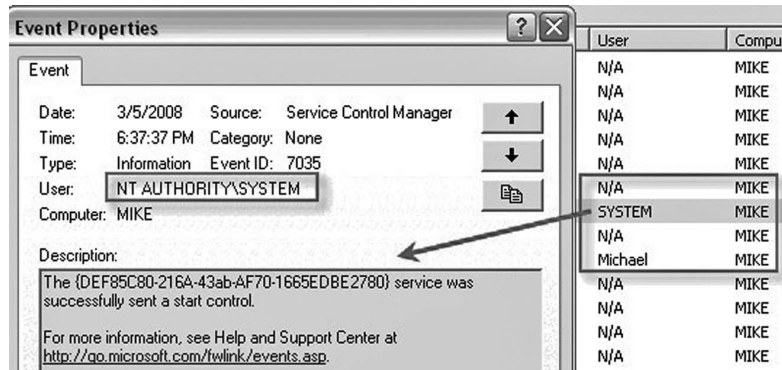 Event Properties
Event
Date: 3/5/2008 Source: Service Control Manager
Time: 6:37:37 PM Category: None
Type: Information Event ID: 7035
User: NT AUTHORITY\SYSTEM
Computer: MIKE
Description:
The {DEF85C80-216A-43ab-AF70-1665EDBE2780} service was
successfully sent a start control.
For more information, see Help and Support Center at
http://go.microsoft.com/fwlink/events.asp.
User Compu
N/A MIKE
N/A MIKE
N/A MIKE
N/A MIKE
N/A MIKE
N/A MIKE
SYSTEM MIKE
N/A MIKE
Michael MIKE
N/A MIKE
N/A MIKE
N/A MIKE
N/A MIKE